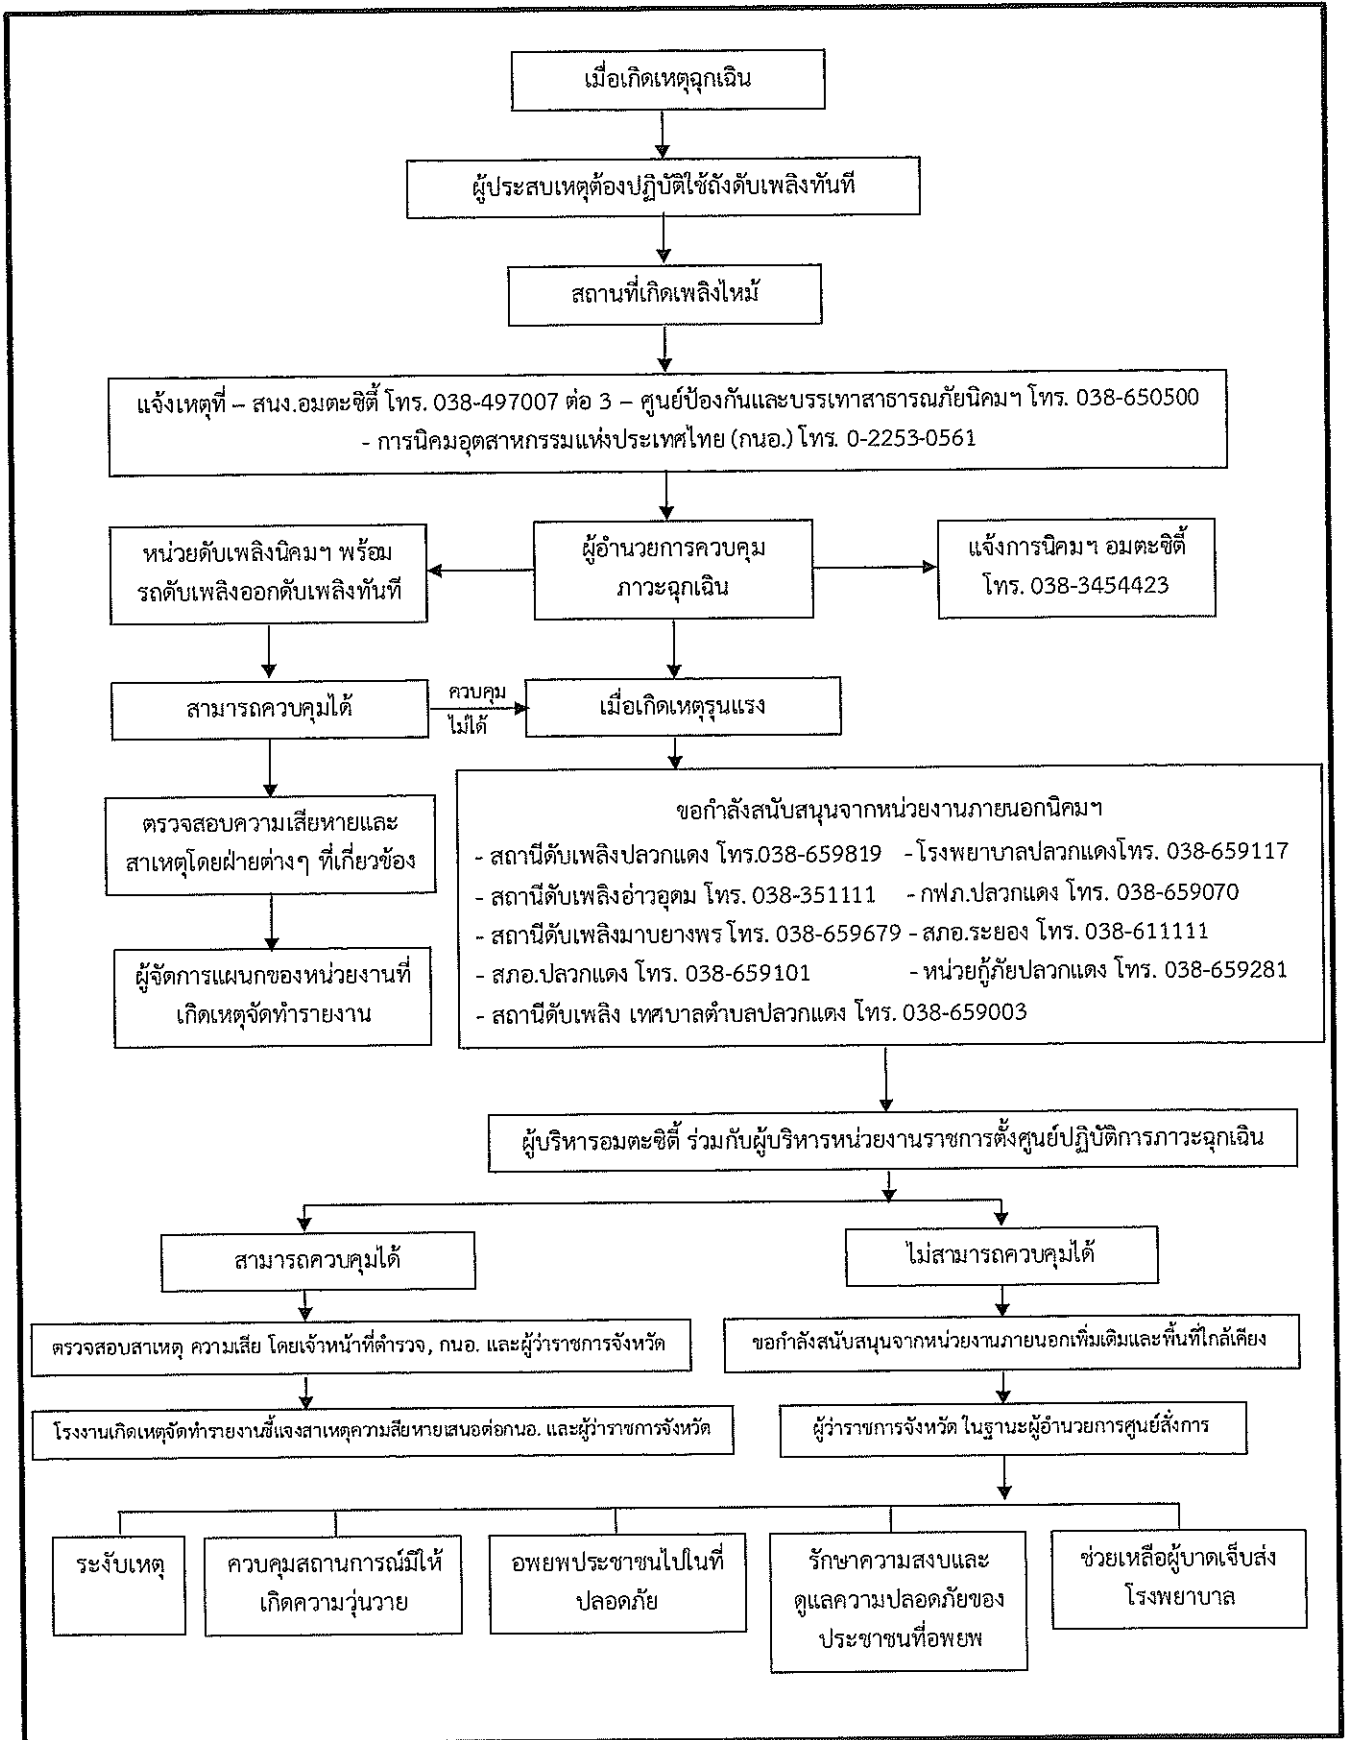 เมื่อเกิดเหตุฉุกเฉิน
ผู้ประสบเหตุต้องปฏิบัติใช้ถังดับเพลิงทันที
สถานที่เกิดเพลิงไหม้
แจ้งเหตุที่ – สนง.อมตะซิตี้ โทร. 038-497007 ต่อ 3 – ศูนย์ป้องกันและบรรเทาสาธารณภัยนิคมฯ โทร. 038-650500
- การนิคมอุตสาหกรรมแห่งประเทศไทย (กนอ.) โทร. 0-2253-0561
หน่วยดับเพลิงนิคมฯ พร้อม
รถดับเพลิงออกดับเพลิงทันที
ผู้อำนวยการควบคุม
ภาวะฉุกเฉิน
แจ้งการนิคมฯ อมตะซิตี้
โทร. 038-3454423
สามารถควบคุมได้
ควบคุม
ไม่ได้
เมื่อเกิดเหตุรุนแรง
ตรวจสอบความเสียหายและ
สาเหตุโดยฝ่ายต่างๆ ที่เกี่ยวข้อง
ผู้จัดการแผนกของหน่วยงานที่
เกิดเหตุจัดทำรายงาน
ขอกำลังสนับสนุนจากหน่วยงานภายนอกนิคมฯ
- สถานีดับเพลิงปลวกแดง โทร.038-659819 - โรงพยาบาลปลวกแดงโทร. 038-659117
- สถานีดับเพลิงอ่าวอุดม โทร. 038-351111 - กฟภ.ปลวกแดง โทร. 038-659070
- สถานีดับเพลิงมาบยางพร โทร. 038-659679 - สภอ.ระยอง โทร. 038-611111
- สภอ.ปลวกแดง โทร. 038-659101 - หน่วยกู้ภัยปลวกแดง โทร. 038-659281
- สถานีดับเพลิง เทศบาลตำบลปลวกแดง โทร. 038-659003
ผู้บริหารอมตะซิตี้ ร่วมกับผู้บริหารหน่วยงานราชการตั้งศูนย์ปฏิบัติการภาวะฉุกเฉิน
สามารถควบคุมได้
ไม่สามารถควบคุมได้
ตรวจสอบสาเหตุ ความเสีย โดยเจ้าหน้าที่ตำรวจ, กนอ. และผู้ว่าราชการจังหวัด
ขอกำลังสนับสนุนจากหน่วยงานภายนอกเพิ่มเติมและพื้นที่ใกล้เคียง
โรงงานเกิดเหตุจัดทำรายงานชี้แจงสาเหตุความสียหายเสนอต่อกนอ. และผู้ว่าราชการจังหวัด
ผู้ว่าราชการจังหวัด ในฐานะผู้อำนวยการศูนย์สั่งการ
ระงับเหตุ
ควบคุมสถานการณ์มิให้
เกิดความวุ่นวาย
อพยพประชาชนไปในที่
ปลอดภัย
รักษาความสงบและ
ดูแลความปลอดภัยของ
ประชาชนที่อพยพ
ช่วยเหลือผู้บาดเจ็บส่ง
โรงพยาบาล